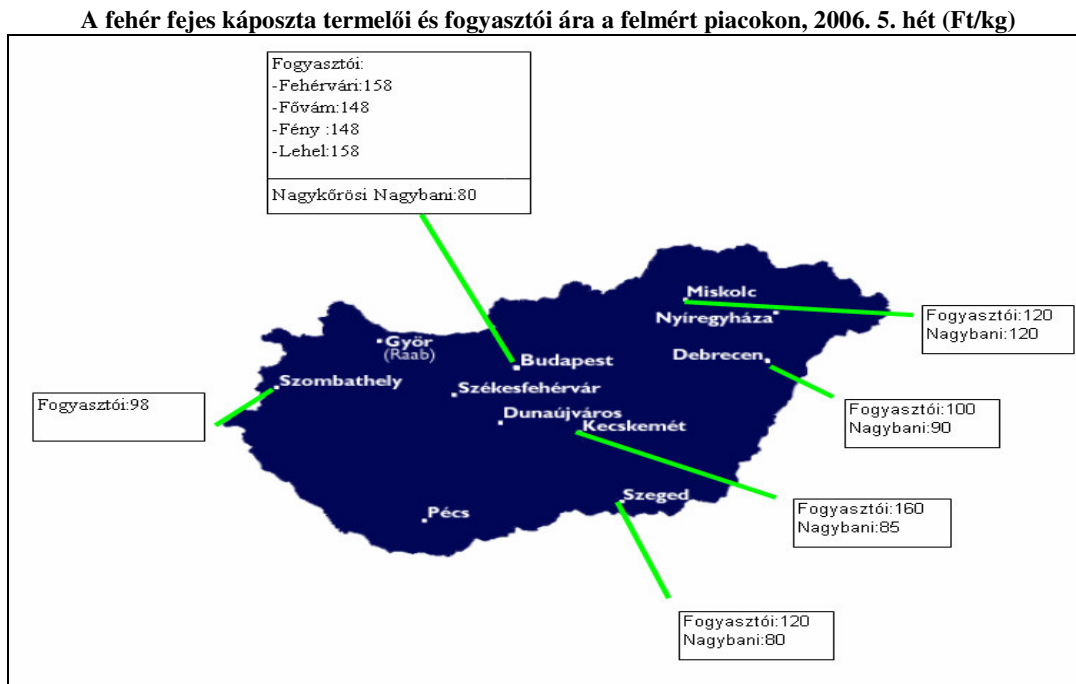 A fehér fejes káposzta termelői és fogyasztói ára a felmért piacokon, 2006. 5. hét (Ft/kg)
Fogyasztói:
-Fehérvári:158
-Fővám:148
-Fény :148
-Lehel:158
Nagykőrösi Nagybani:80
Miskolc
Nyíregyháza
Fogyasztói:120
Nagybani:120
Györ
(Raab)
Budapest
Debrecen
Szombathely
Székesfehérvár
Fogyasztói:98
Dunaújváros
Kecskemét
Fogyasztói:100
Nagybani:90
Szeged
Pécs
Fogyasztói:160
Nagybani:85
Fogyasztói:120
Nagybani:80